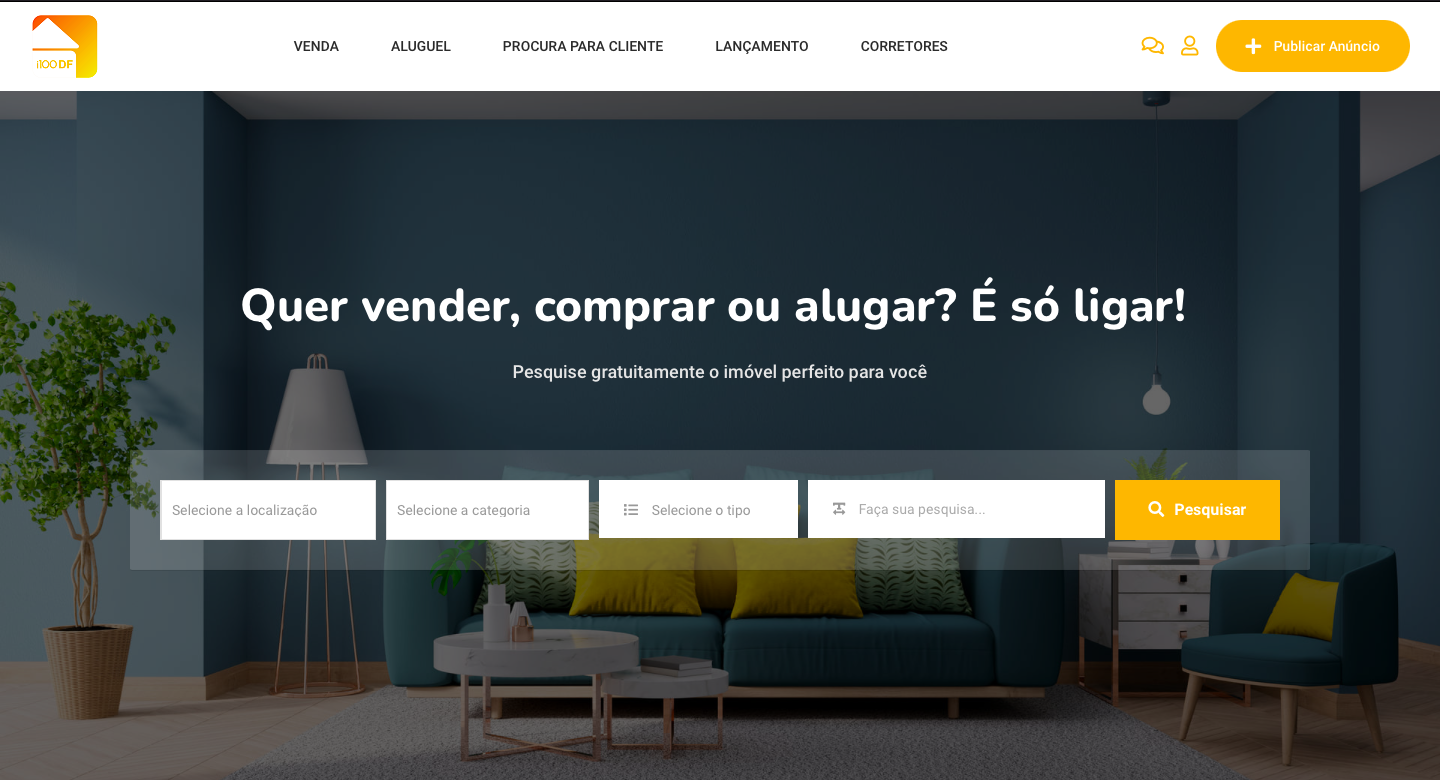 i100DF
VENDA
ALUGUEL
PROCURA PARA CLIENTE
LANÇAMENTO
CORRETORES
Publicar Anúncio
Quer vender, comprar ou alugar? É só ligar!
Pesquise gratuitamente o imóvel perfeito para você
Selecione a localização
Selecione a categoria
Selecione o tipo
Faça sua pesquisa...
Pesquisar